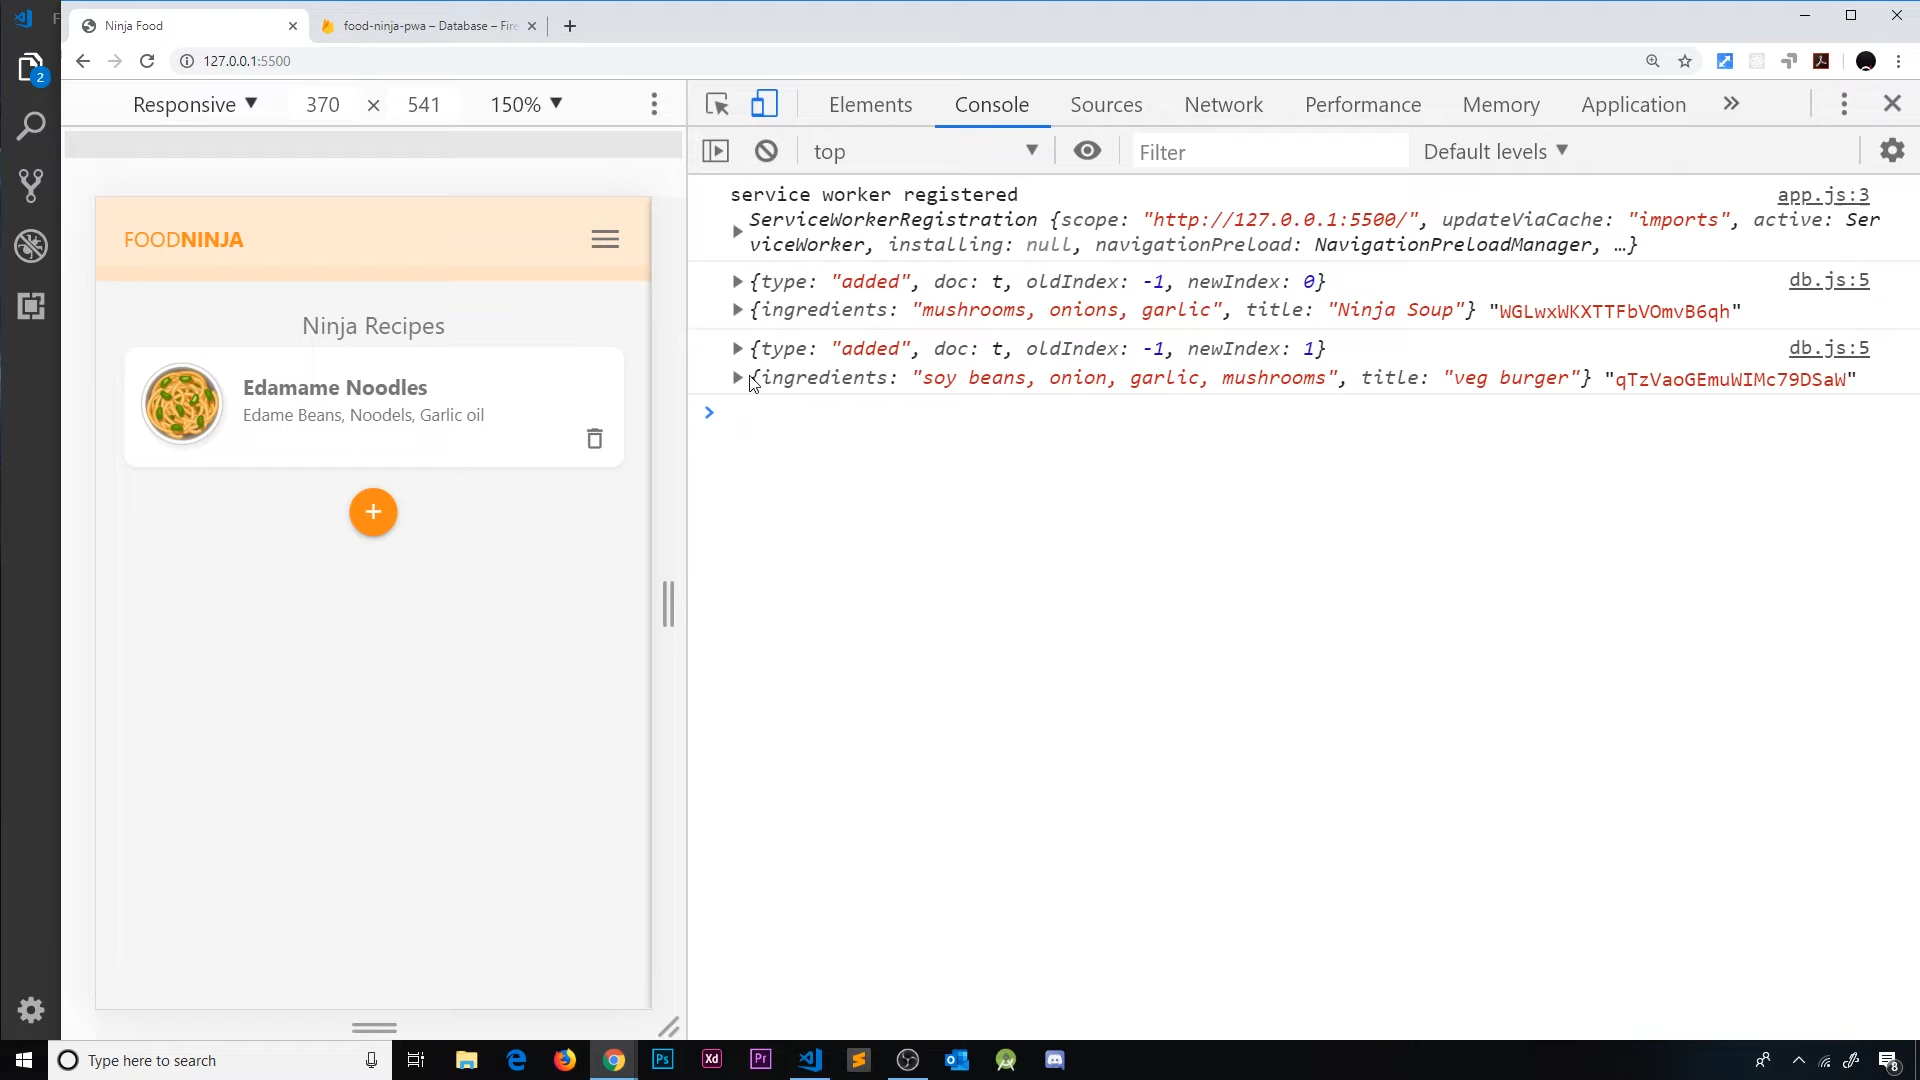 Ninja Food
food-ninja-pwa – Database – Fire
127.0.0.1:5500
2
Responsive 370 × 541 150%
Elements Console Sources Network Performance Memory Application »
top Filter Default levels
service worker registered app.js:3
ServiceWorkerRegistration {scope: "http://127.0.0.1:5500/", updateViaCache: "imports", active: Ser
viceWorker, installing: null, navigationPreload: NavigationPreloadManager, …}
{type: "added", doc: t, oldIndex: -1, newIndex: 0} db.js:5
{ingredients: "mushrooms, onions, garlic", title: "Ninja Soup"} "WGLwxWKXTTFbVOmvB6qh"
{type: "added", doc: t, oldIndex: -1, newIndex: 1} db.js:5
{ingredients: "soy beans, onion, garlic, mushrooms", title: "veg burger"} "qTzVaoGEmuWIMc79DSaW"
FOODNINJA
Ninja Recipes
Edamame Noodles
Edame Beans, Noodels, Garlic oil
+
Type here to search
Ps
Xd
Pr
8